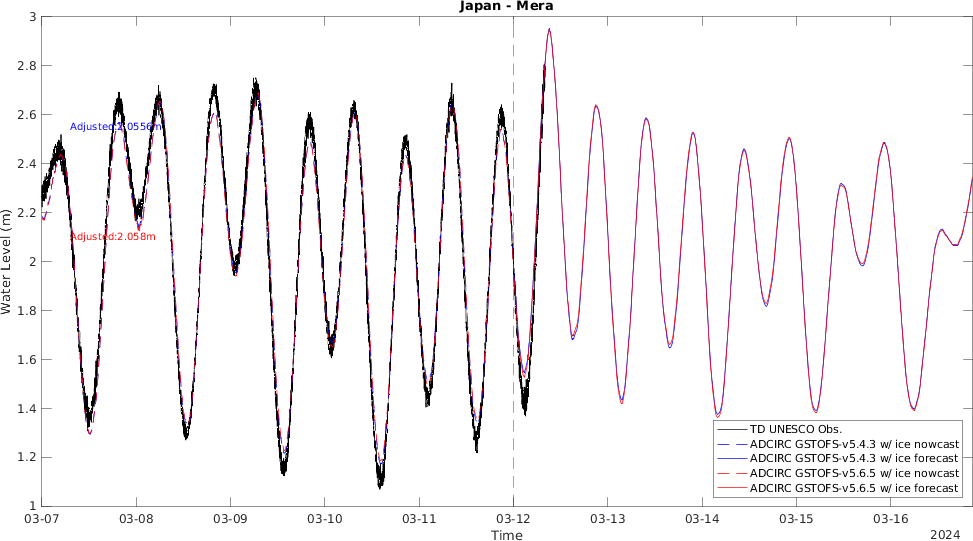 Japan - Mera
Water Level (m)
3
2.8
2.6
2.4
2.2
2
1.8
1.6
1.4
1.2
1
Adjusted:2.0556m
Adjusted:2.058m
TD UNESCO Obs.
ADCIRC GSTOFS-v5.4.3 w/ ice nowcast
ADCIRC GSTOFS-v5.4.3 w/ ice forecast
ADCIRC GSTOFS-v5.6.5 w/ ice nowcast
ADCIRC GSTOFS-v5.6.5 w/ ice forecast
03-07 03-08 03-09 03-10 03-11 03-12 03-13 03-14 03-15 03-16
Time
2024